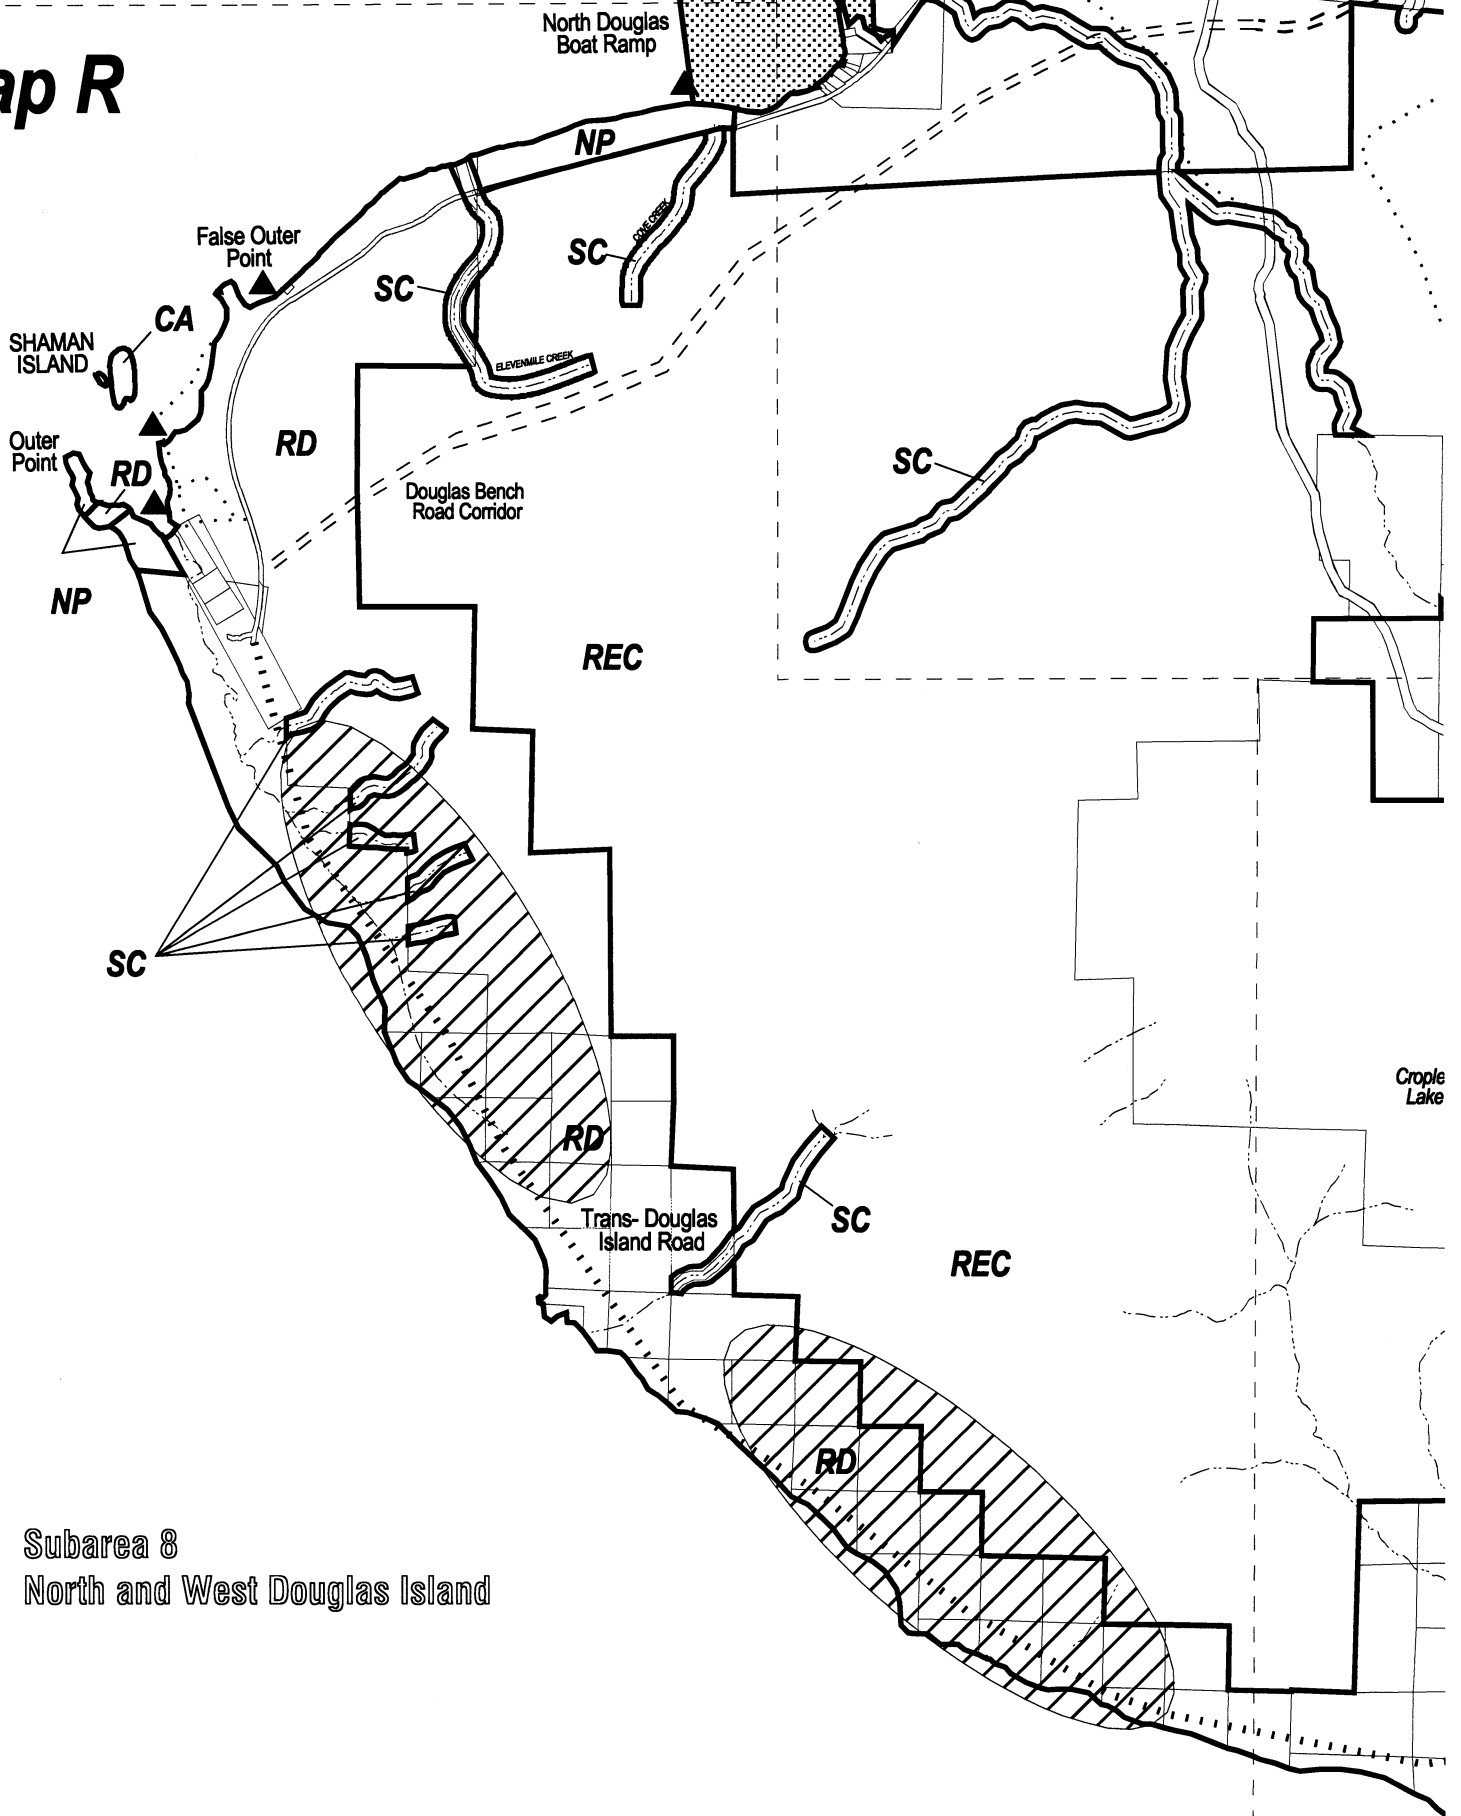 North Douglas
Boat Ramp
ap R
NP
False Outer
Point
SC
COVE CREEK
SC
CA
SHAMAN
ISLAND
ELEVENMILE CREEK
Outer
Point
RD
RD
SC
Douglas Bench
Road Corridor
NP
REC
SC
Crople
Lake
RD
Trans- Douglas
Island Road
SC
REC
RD
Subarea 8
North and West Douglas Island